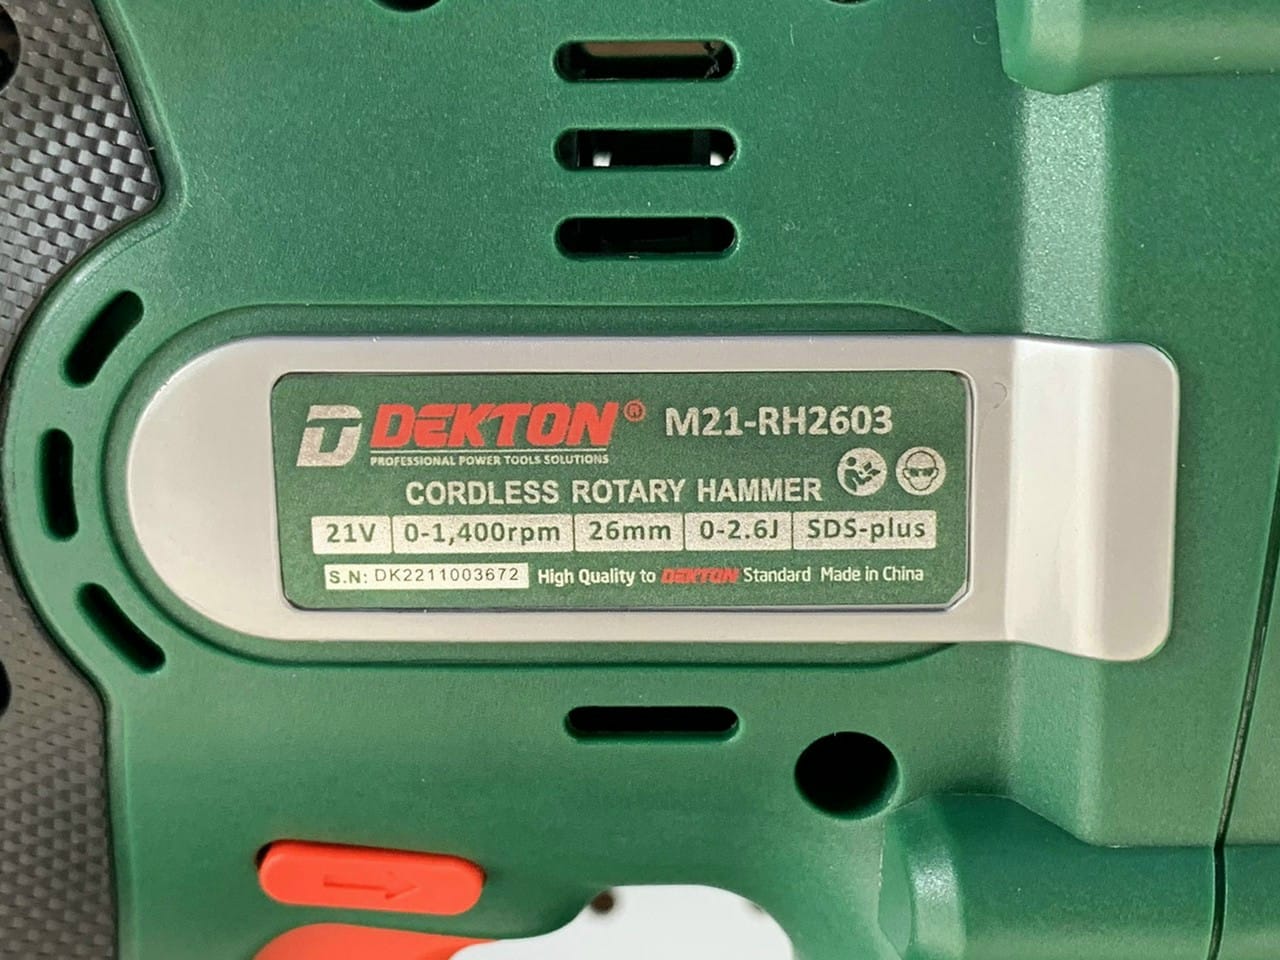 DEKTON® M21-RH2603
PROFESSIONAL POWER TOOLS SOLUTIONS
CORDLESS ROTARY HAMMER
21V 0-1,400rpm 26mm 0-2.6J SDS-plus
S.N: DK2211003672 High Quality to DEKTON Standard Made in China